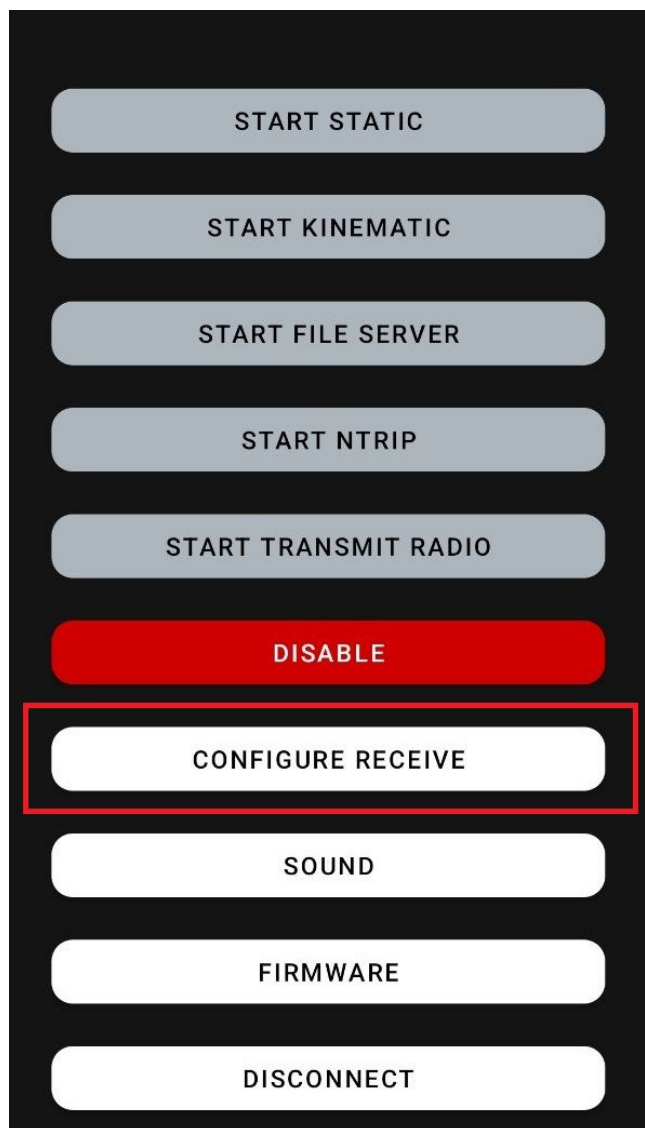 START STATIC
START KINEMATIC
START FILE SERVER
START NTRIP
START TRANSMIT RADIO
DISABLE
CONFIGURE RECEIVE
SOUND
FIRMWARE
DISCONNECT